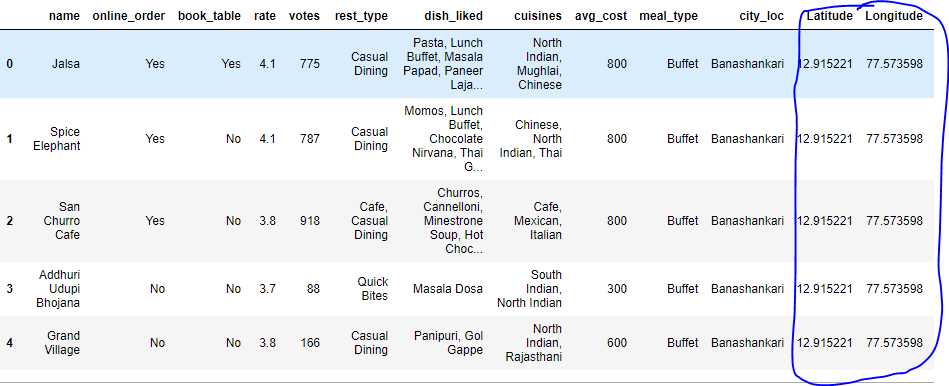 name online_order book_table rate votes rest_type dish_liked cuisines avg_cost meal_type city_loc Latitude Longitude
0 Jalsa Yes Yes 4.1 775 Casual Dining Pasta, Lunch Buffet, Masala Papad, Paneer Laja... North Indian, Mughlai, Chinese 800 Buffet Banashankari 12.915221 77.573598
1 Spice Elephant Yes No 4.1 787 Casual Dining Momos, Lunch Buffet, Chocolate Nirvana, Thai G... Chinese, North Indian, Thai 800 Buffet Banashankari 12.915221 77.573598
2 San Churro Cafe Yes No 3.8 918 Cafe, Casual Dining Churros, Cannelloni, Minestrone Soup, Hot Choc... Cafe, Mexican, Italian 800 Buffet Banashankari 12.915221 77.573598
3 Addhuri Udupi Bhojana No No 3.7 88 Quick Bites Masala Dosa South Indian, North Indian 300 Buffet Banashankari 12.915221 77.573598
4 Grand Village No No 3.8 166 Casual Dining Panipuri, Gol Gappe North Indian, Rajasthani 600 Buffet Banashankari 12.915221 77.573598